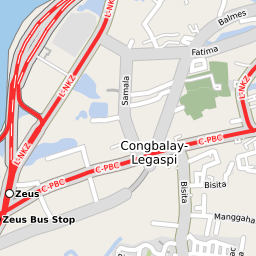 L-NKZ
Balmes
Fatima
L-NKZ
Samala
L-NKZ
L-NKZ
C-PBC
Congbalay-
Legaspi
C-PBC
C-PBC
Zeus
Bisita
Bisita
Bisita
Manggaha
Zeus Bus Stop